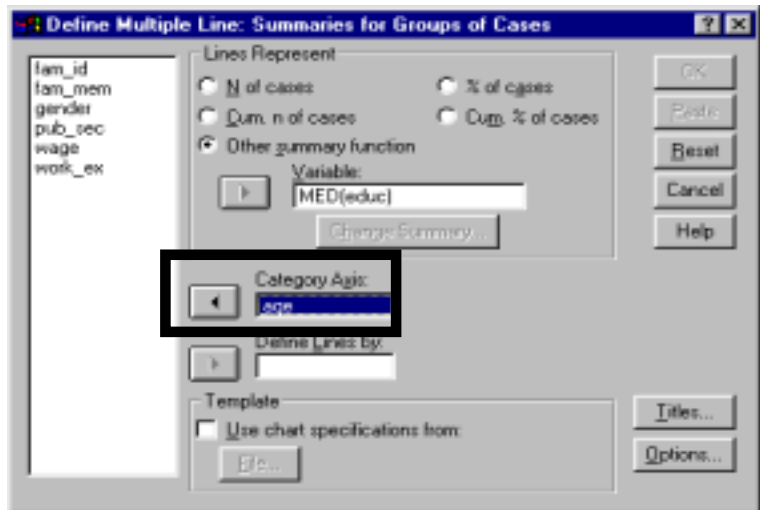 Define Multiple Line: Summaries for Groups of Cases
fam_id
fam_mem
gender
pub_sec
wage
work_ex
Lines Represent
N of cases
% of cases
Cum. n of cases
Cum. % of cases
Other summary function
Variable:
MED(educ)
Change Summary...
Category Axis:
age
Define Lines by:
Template
Use chart specifications from:
File...
OK
Paste
Reset
Cancel
Help
Titles...
Options...